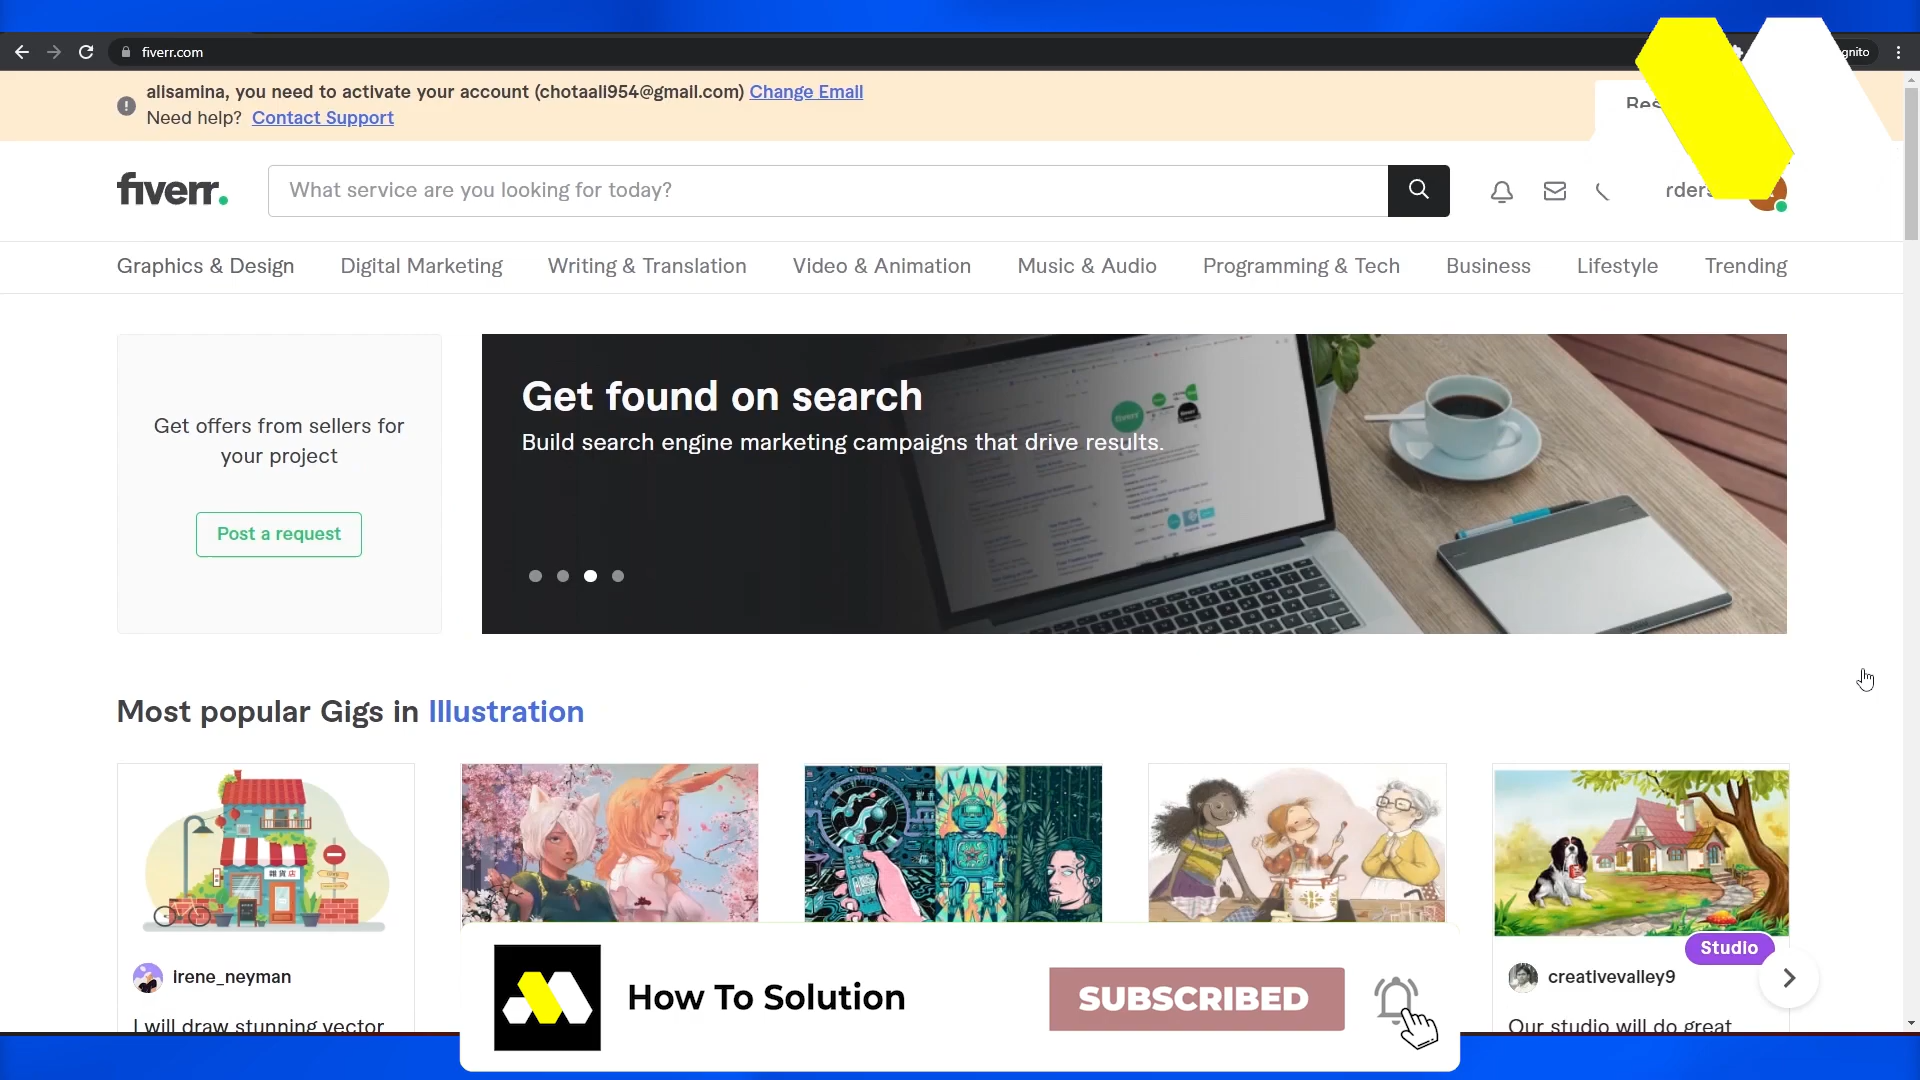 fiverr.com
gnito
alisamina, you need to activate your account (chotaali954@gmail.com) Change Email
Need help? Contact Support
Res
fiverr.
What service are you looking for today?
rders
Graphics & Design
Digital Marketing
Writing & Translation
Video & Animation
Music & Audio
Programming & Tech
Business
Lifestyle
Trending
Get offers from sellers for
your project
Post a request
Get found on search
Build search engine marketing campaigns that drive results.
Most popular Gigs in Illustration
irene_neyman
I will draw stunning vector
Studio
creativevalley9
Our studio will do great
How To Solution
SUBSCRIBED